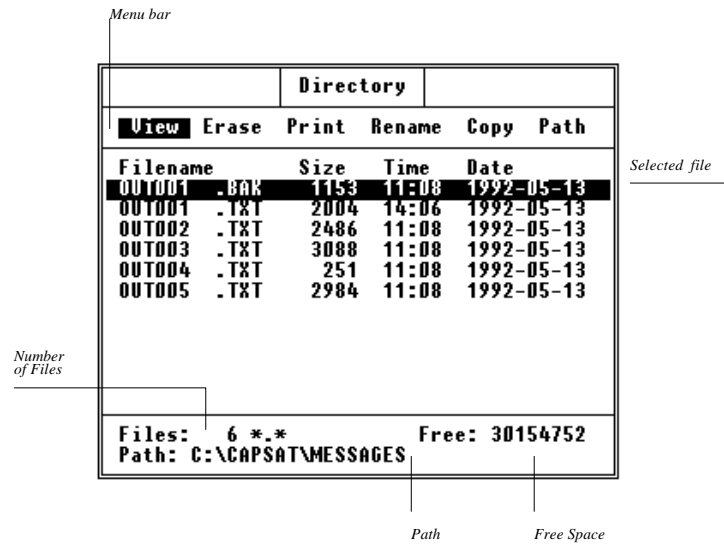 Menu bar
Directory
View Erase Print Rename Copy Path
Filename Size Time Date
OUT001 .BAK 1153 11:08 1992-05-13
OUT001 .TXT 2004 14:06 1992-05-13
OUT002 .TXT 2486 11:08 1992-05-13
OUT003 .TXT 3088 11:08 1992-05-13
OUT004 .TXT 251 11:08 1992-05-13
OUT005 .TXT 2984 11:08 1992-05-13
Selected file
Number
of Files
Files: 6 *.* Free: 30154752
Path: C:\CAPSAT\MESSAGES
Path
Free Space